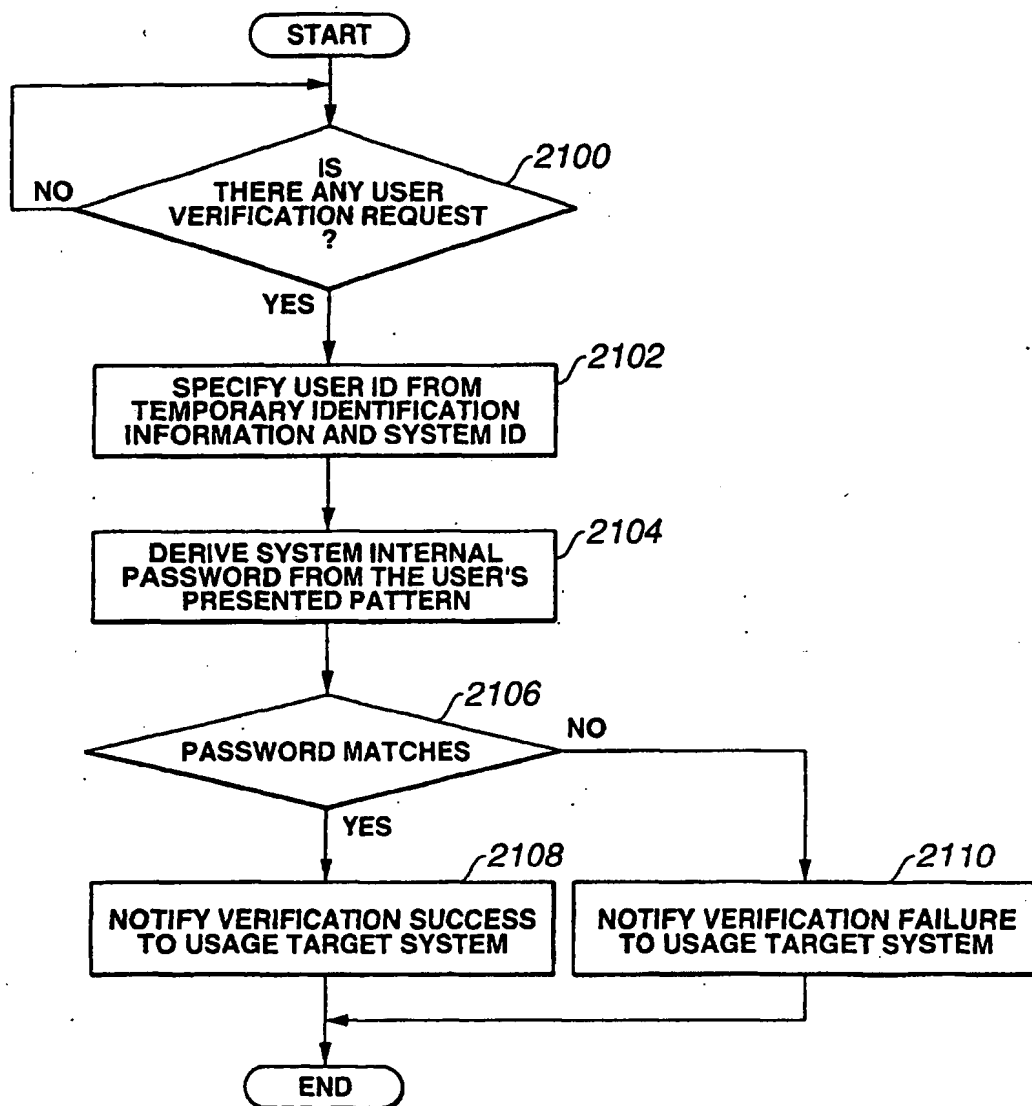 START
2100
IS
THERE ANY USER
VERIFICATION REQUEST
?
NO
YES
2102
SPECIFY USER ID FROM
TEMPORARY IDENTIFICATION
INFORMATION AND SYSTEM ID
2104
DERIVE SYSTEM INTERNAL
PASSWORD FROM THE USER'S
PRESENTED PATTERN
2106
PASSWORD MATCHES
NO
YES
2108
NOTIFY VERIFICATION SUCCESS
TO USAGE TARGET SYSTEM
2110
NOTIFY VERIFICATION FAILURE
TO USAGE TARGET SYSTEM
END